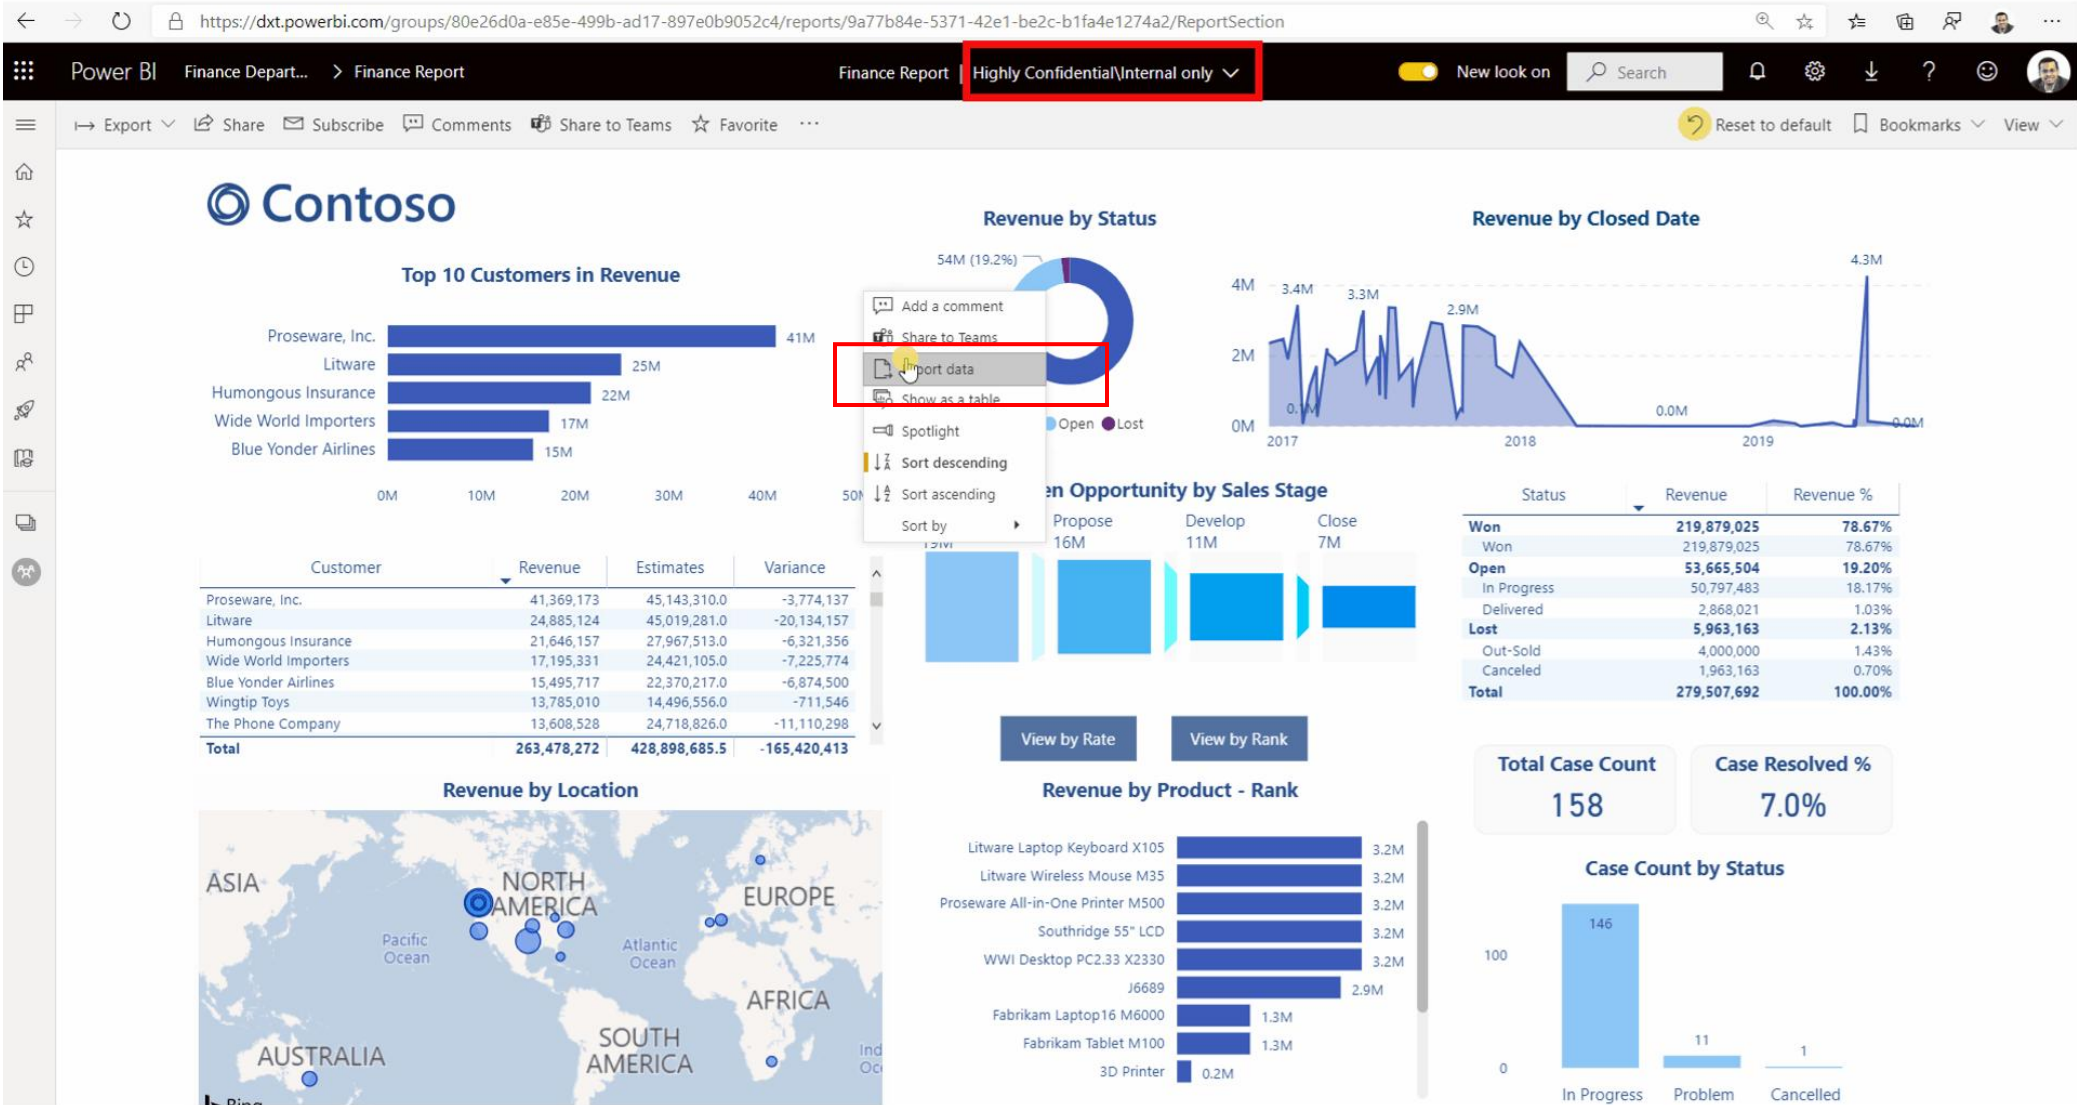 https://dxt.powerbi.com/groups/80e26d0a-e85e-499b-ad17-897e0b9052c4/reports/9a77b84e-5371-42e1-be2c-b1fa4e1274a2/ReportSection
Power BI Finance Depart... > Finance Report
Finance Report | Highly Confidential\Internal only
New look on
Search
Export
Share
Subscribe
Comments
Share to Teams
Favorite
Reset to default
Bookmarks
View
Contoso
Top 10 Customers in Revenue
Proseware, Inc. 41M
Litware 25M
Humongous Insurance 22M
Wide World Importers 17M
Blue Yonder Airlines 15M
0M 10M 20M 30M 40M
Revenue by Status
54M (19.2%)
Open Lost
Add a comment
Share to Teams
port data
Show as a table
Spotlight
Sort descending
Sort ascending
Sort by
Revenue by Closed Date
4M
2M
0M
3.4M
3.3M
2.9M
4.3M
0.0M
0.0M
2017 2018 2019
Customer Revenue Estimates Variance
Proseware, Inc. 41,369,173 45,143,310.0 -3,774,137
Litware 24,885,124 45,019,281.0 -20,134,157
Humongous Insurance 21,646,157 27,967,513.0 -6,321,356
Wide World Importers 17,195,331 24,421,105.0 -7,225,774
Blue Yonder Airlines 15,495,717 22,370,217.0 -6,874,500
Wingtip Toys 13,785,010 14,496,556.0 -711,546
The Phone Company 13,608,528 24,718,826.0 -11,110,298
Total 263,478,272 428,898,685.5 -165,420,413
en Opportunity by Sales Stage
Propose Develop Close
19M 16M 11M 7M
View by Rate
View by Rank
Status Revenue Revenue %
Won 219,879,025 78.67%
Won 219,879,025 78.67%
Open 53,665,504 19.20%
In Progress 50,797,483 18.17%
Delivered 2,868,021 1.03%
Lost 5,963,163 2.13%
Out-Sold 4,000,000 1.43%
Canceled 1,963,163 0.70%
Total 279,507,692 100.00%
Revenue by Location
ASIA
NORTH
AMERICA
EUROPE
Pacific
Ocean
Atlantic
Ocean
AFRICA
SOUTH
AMERICA
AUSTRALIA
Ind
Bing
Revenue by Product - Rank
Litware Laptop Keyboard X105 3.2M
Litware Wireless Mouse M35 3.2M
Proseware All-in-One Printer M500 3.2M
Southridge 55" LCD 3.2M
WWI Desktop PC2.33 X2330 3.2M
J6689 2.9M
Fabrikam Laptop16 M6000 1.3M
Fabrikam Tablet M100 1.3M
3D Printer 0.2M
Total Case Count
158
Case Resolved %
7.0%
Case Count by Status
100
0
146
11
1
In Progress Problem Cancelled